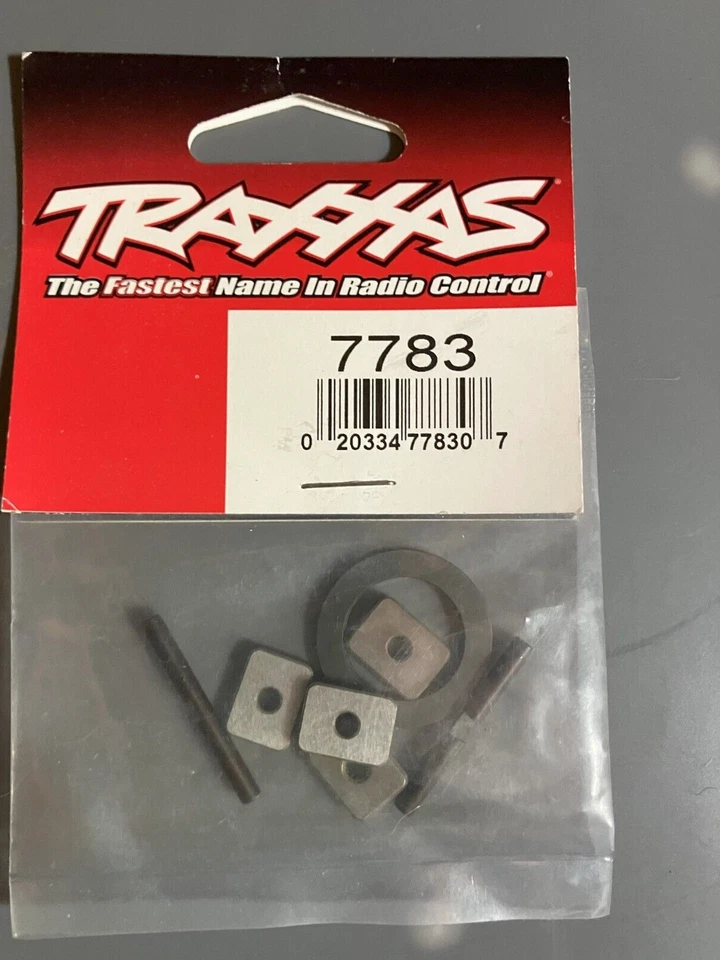 TRAXXAS
The Fastest Name In Radio Control
7783
0 20334 77830 7